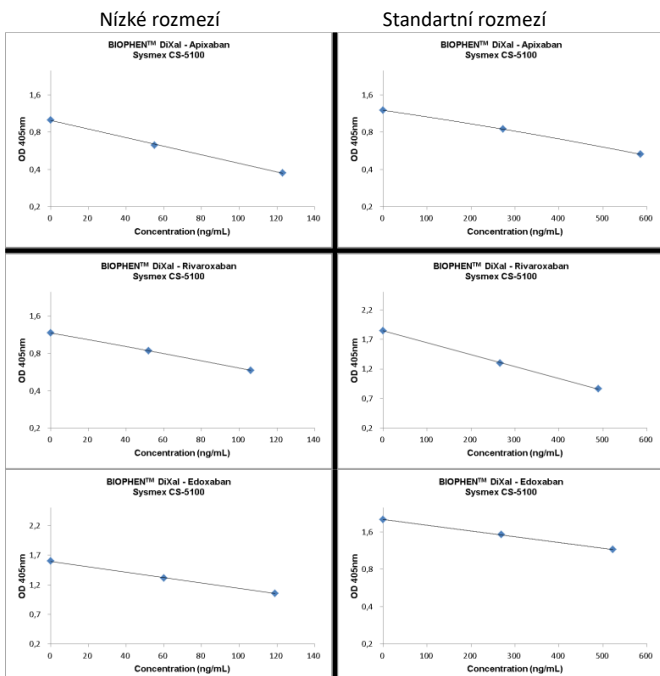 Nízké rozmezí
Standartní rozmezí
BIOPHEN™ DiXaI - Apixaban
Sysmex CS-5100
OD 405nm
1,6
0,8
0,4
0,2
0 20 40 60 80 100 120 140
Concentration (ng/mL)
BIOPHEN™ DiXaI - Apixaban
Sysmex CS-5100
OD 405nm
1,6
0,8
0,4
0,2
0 100 200 300 400 500 600
Concentration (ng/mL)
BIOPHEN™ DiXaI - Rivaroxaban
Sysmex CS-5100
OD 405nm
1,6
0,8
0,4
0,2
0 20 40 60 80 100 120 140
Concentration (ng/mL)
BIOPHEN™ DiXaI - Rivaroxaban
Sysmex CS-5100
OD 405nm
2,2
1,7
1,2
0,7
0,2
0 100 200 300 400 500 600
Concentration (ng/mL)
BIOPHEN™ DiXaI - Edoxaban
Sysmex CS-5100
OD 405nm
2,2
1,7
1,2
0,7
0,2
0 20 40 60 80 100 120 140
Concentration (ng/mL)
BIOPHEN™ DiXaI - Edoxaban
Sysmex CS-5100
OD 405nm
1,6
0,8
0,4
0,2
0 100 200 300 400 500 600
Concentration (ng/mL)